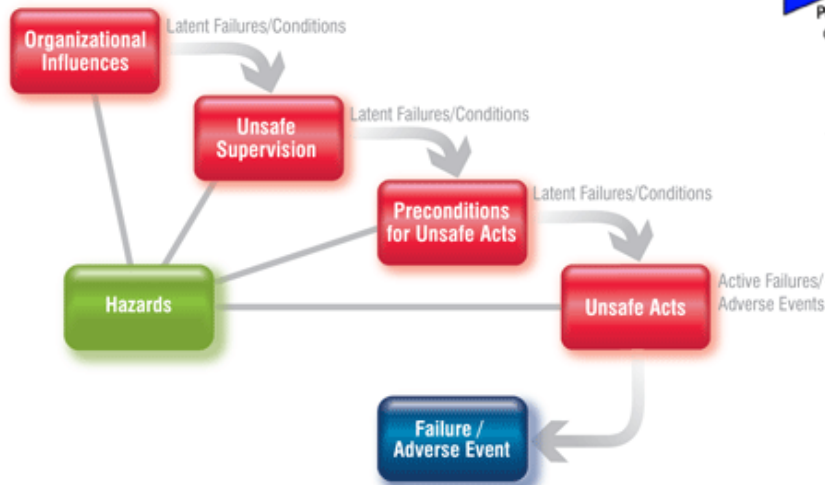 Organizational
Influences
Latent Failures/Conditions
Unsafe
Supervision
Latent Failures/Conditions
Preconditions
for Unsafe Acts
Latent Failures/Conditions
Hazards
Unsafe Acts
Active Failures/
Adverse Events
Failure /
Adverse Event